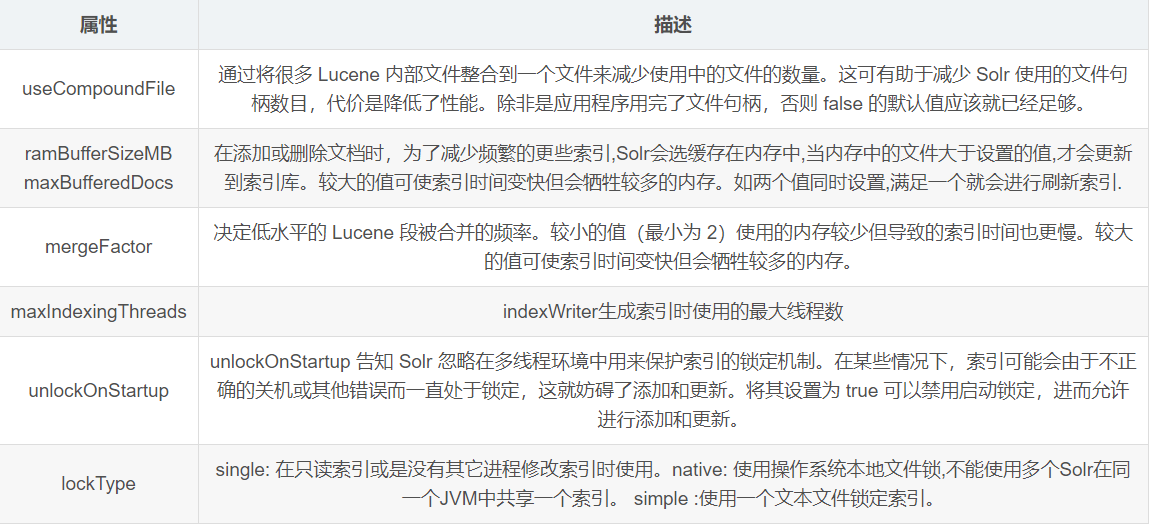 属性 描述
useCompoundFile
通过将很多 Lucene 内部文件整合到一个文件来减少使用中的文件的数量。这可有助于减少 Solr 使用的文件句
柄数目，代价是降低了性能。除非是应用程序用完了文件句柄，否则 false 的默认值应该就已经足够。
ramBufferSizeMB
maxBufferedDocs
在添加或删除文档时，为了减少频繁的更些索引,Solr会选缓存在内存中,当内存中的文件大于设置的值,才会更新
到索引库。较大的值可使索引时间变快但会牺牲较多的内存。如两个值同时设置,满足一个就会进行刷新索引.
mergeFactor
决定低水平的 Lucene 段被合并的频率。较小的值（最小为 2）使用的内存较少但导致的索引时间也更慢。较大
的值可使索引时间变快但会牺牲较多的内存。
maxIndexingThreads
indexWriter生成索引时使用的最大线程数
unlockOnStartup
unlockOnStartup 告知 Solr 忽略在多线程环境中用来保护索引的锁定机制。在某些情况下，索引可能会由于不正
确的关机或其他错误而一直处于锁定，这就妨碍了添加和更新。将其设置为 true 可以禁用启动锁定，进而允许
进行添加和更新。
lockType
single: 在只读索引或是没有其它进程修改索引时使用。native: 使用操作系统本地文件锁,不能使用多个Solr在同
一个JVM中共享一个索引。 simple :使用一个文本文件锁定索引。